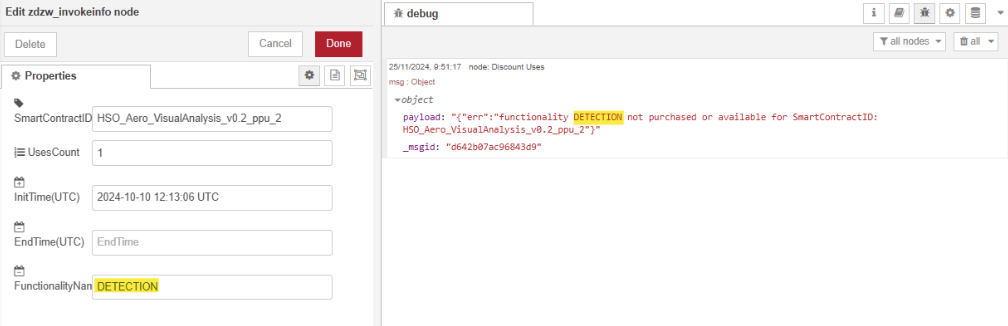 Edit zdzw_invokeinfo node
Delete
Cancel
Done
Properties
SmartContractID
HSO_Aero_VisualAnalysis_v0.2_ppu_2
UsesCount
1
InitTime(UTC)
2024-10-10 12:13:06 UTC
EndTime(UTC)
EndTime
FunctionalityNan
DETECTION
debug
i
all nodes
all
25/11/2024, 9:51:17 node: Discount Uses
msg : Object
object
payload: "{"err":"functionality DETECTION not purchased or available for SmartContractID:
HSO_Aero_VisualAnalysis_v0.2_ppu_2"}"
_msgid: "d642b07ac96843d9"